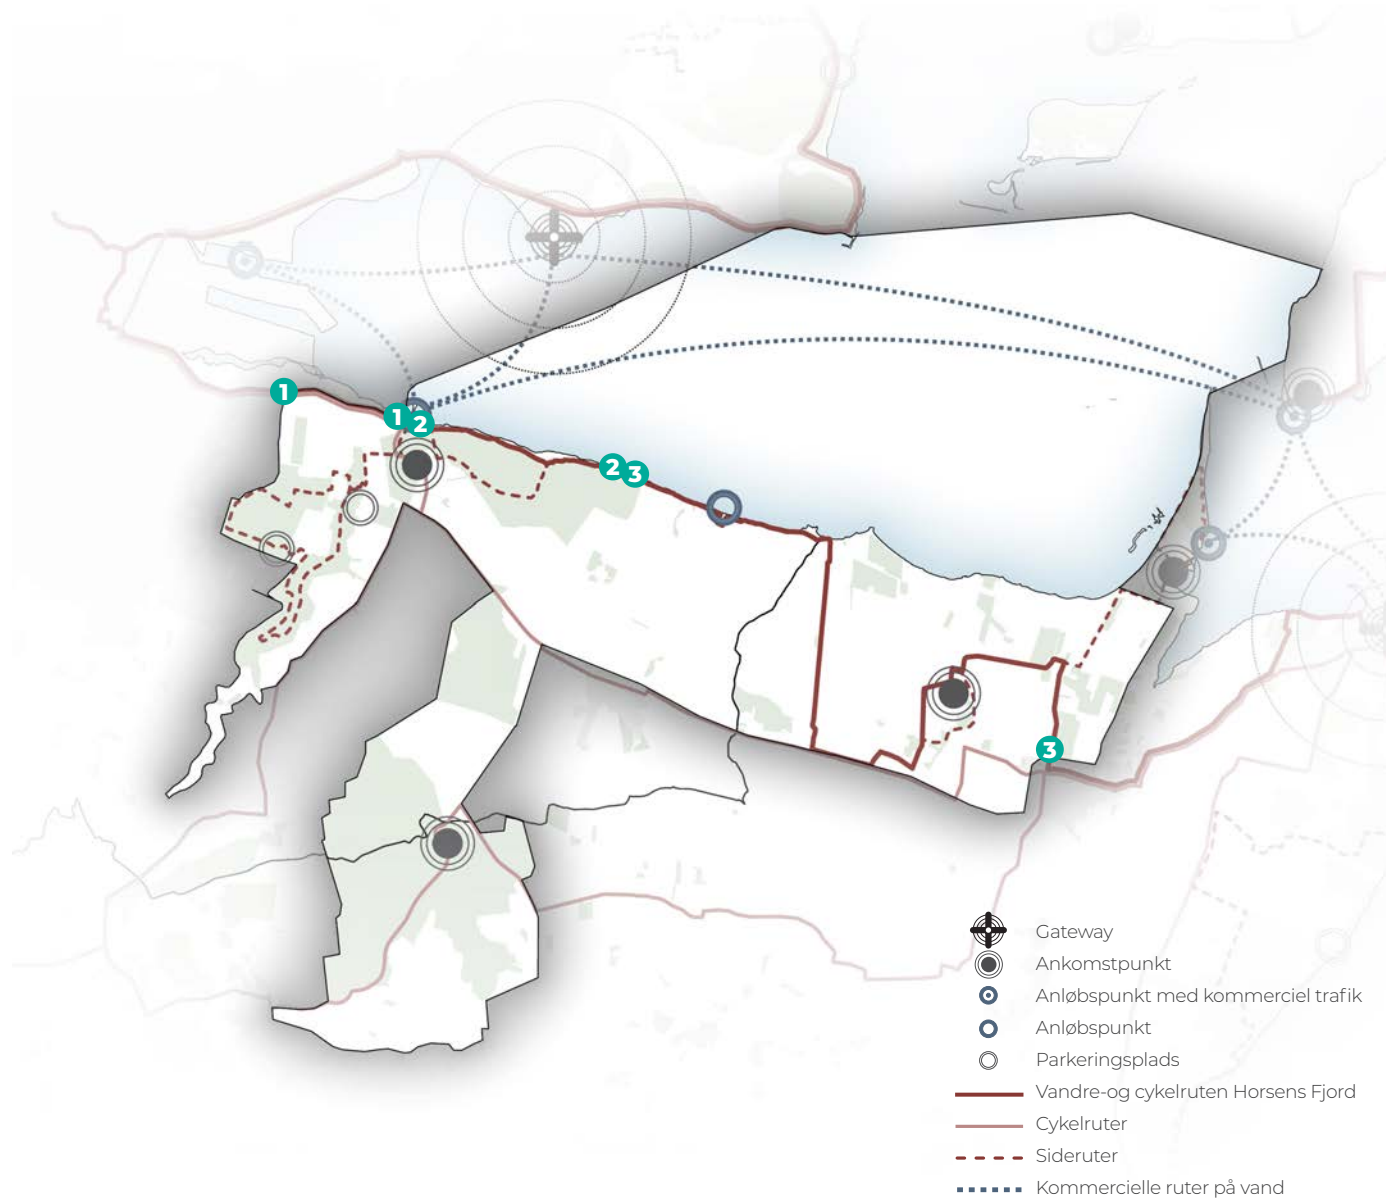 1
1
2
2
3
3
Gateway
Ankomstpunkt
Anløbspunkt med kommerciel trafik
Anløbspunkt
Parkeringsplads
Vandre-og cykelruten Horsens Fjord
Cykelruter
Sideruter
Kommercielle ruter på vand